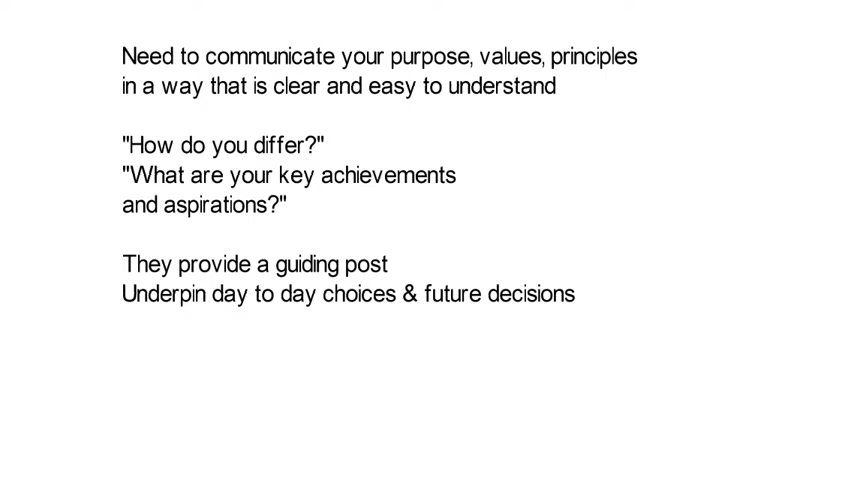 Need to communicate your purpose, values, principles
in a way that is clear and easy to understand
"How do you differ?"
"What are your key achievements
and aspirations?"
They provide a guiding post
Underpin day to day choices & future decisions